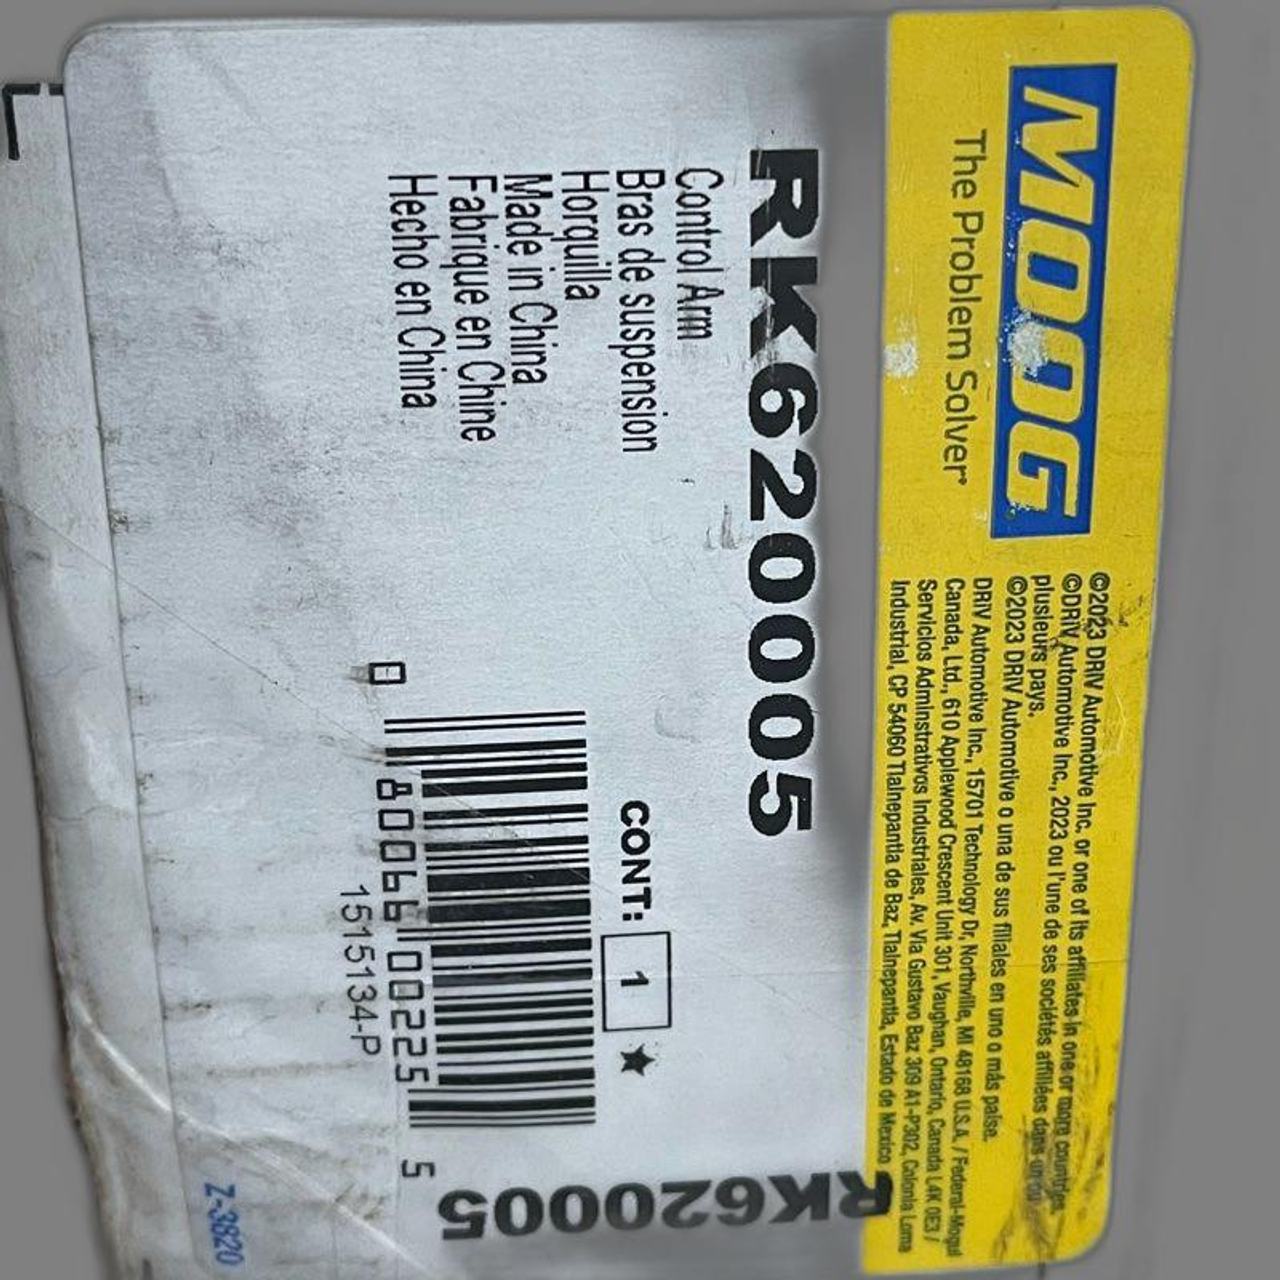 MOOG
The Problem Solver®
©2023 DRiV Automotive Inc. or one of its affiliates in one or more countries.
©DRiV Automotive Inc., 2023 ou l'une de ses sociétés affiliées dans un ou
plusieurs pays.
©2023 DRiV Automotive o una de sus filiales en uno o más países.
DRiV Automotive Inc., 15701 Technology Dr, Northville, MI 48168 U.S.A. / Federal-Mogul
Canada, Ltd., 610 Applewood Crescent Unit 301, Vaughan, Ontario, Canada L4K 0E3 /
Servicios Administrativos Industriales, Av. Vía Gustavo Baz 309 A1-P302, Colonia Loma
Industrial, CP 54060 Tlalnepantla de Baz, Tlalnepantla, Estado de Mexico
RK620005
Control Arm
Bras de suspension
Horquilla
Made in China
Fabrique en Chine
Hecho en China
CONT: 1 ★
0 80066 00225 5
1515134-P
RK620005
Z-3820